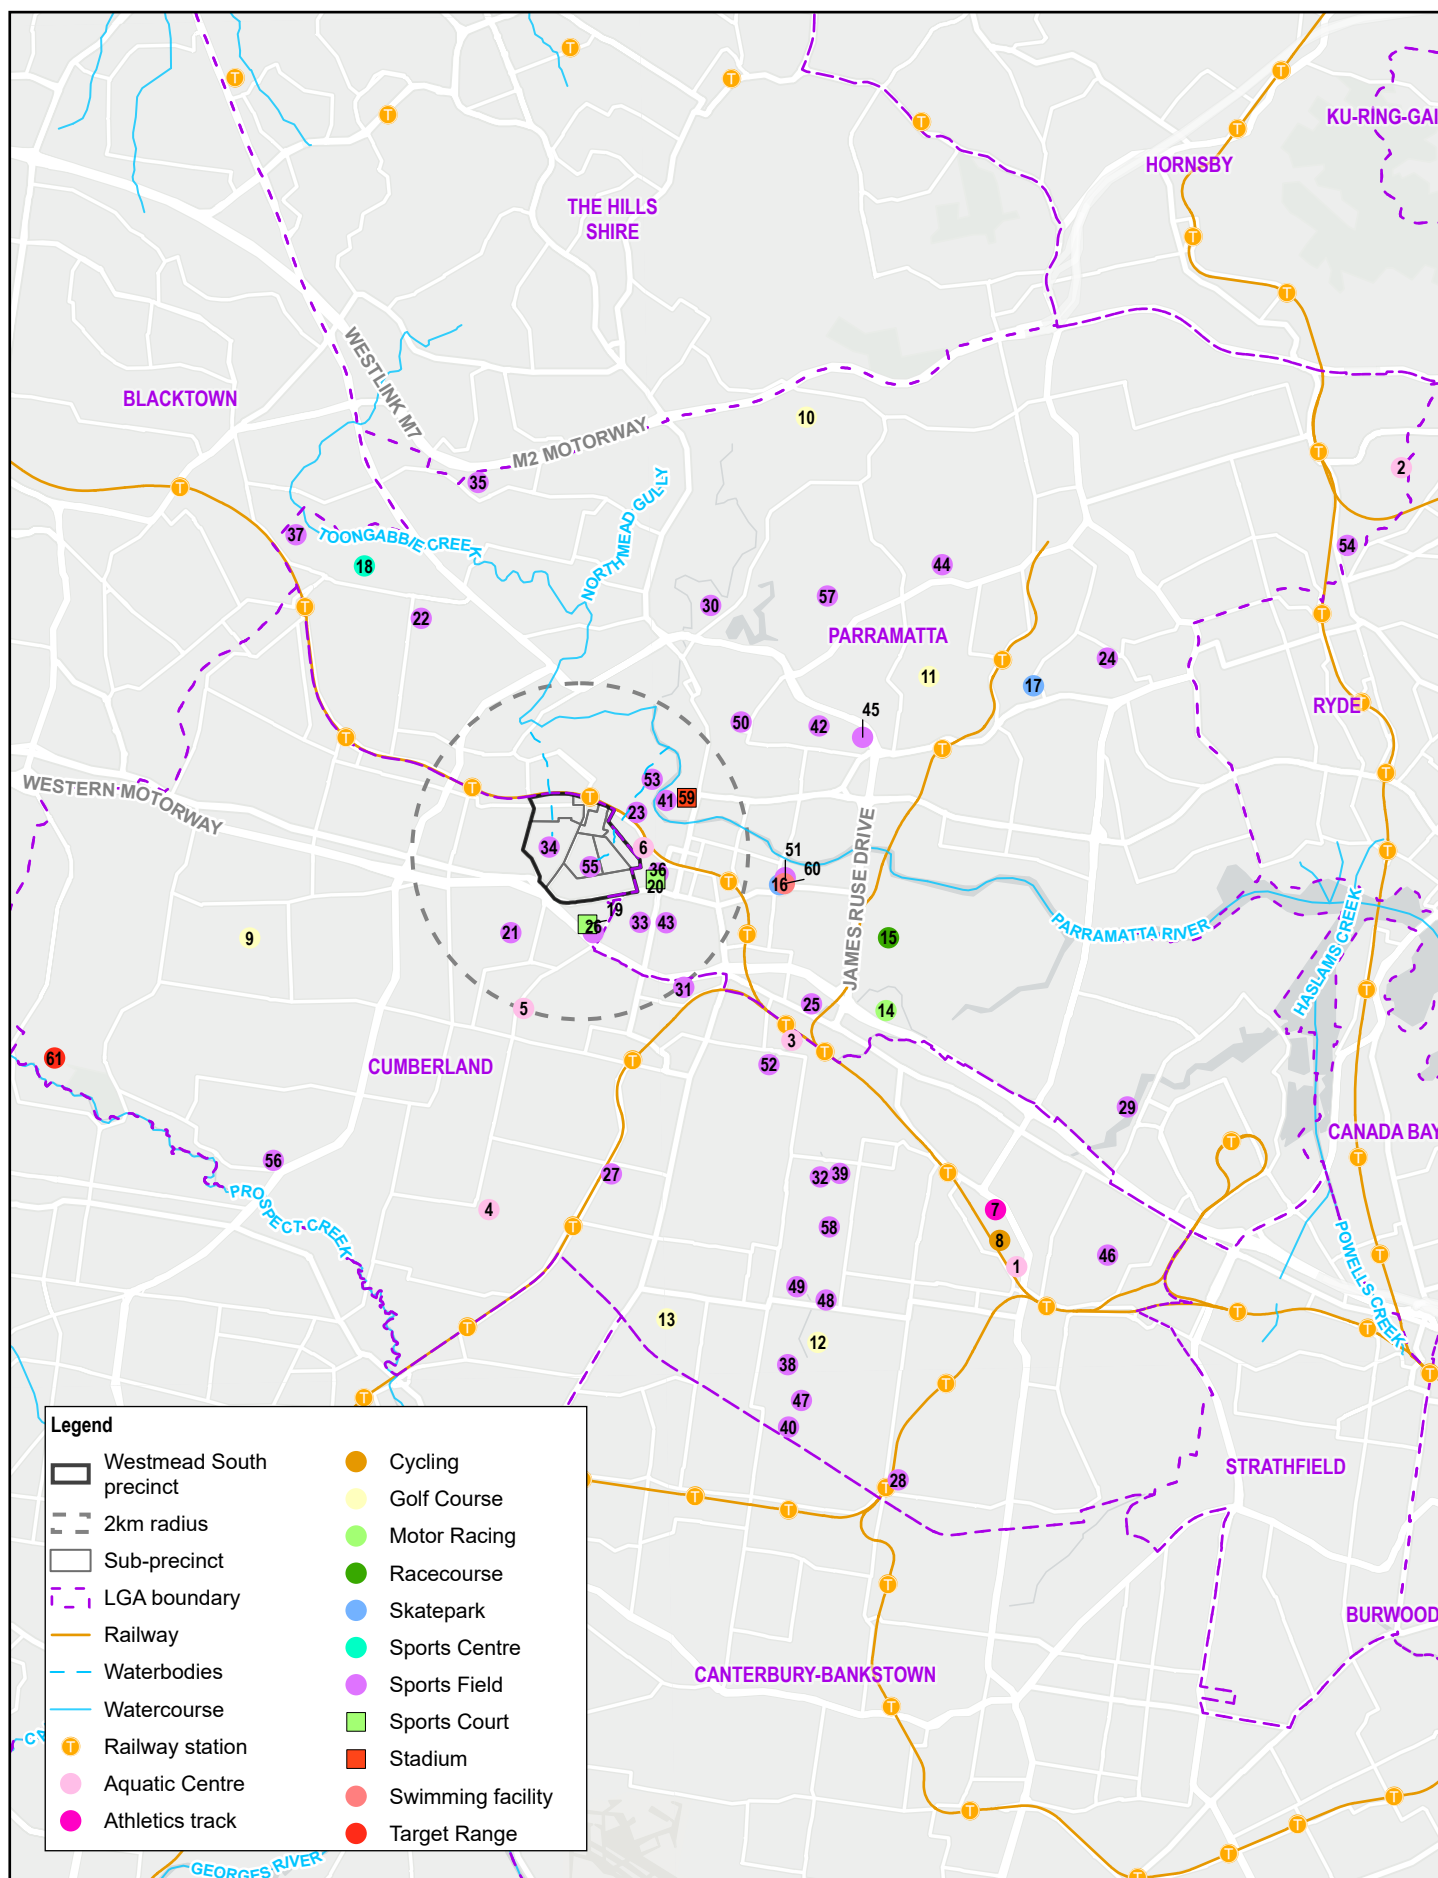 KU-RING-GAI
HORNSBY
THE HILLS
SHIRE
WESTLINK M7
BLACKTOWN
10
M2 MOTORWAY
2
35
NORTHMEAD GULLY
37
TOONGABBIE CREEK
54
18
44
57
30
22
PARRAMATTA
24
11
17
RYDE
45
50
42
53
WESTERN MOTORWAY
41
59
23
34
6
51
55
36
60
20
16
JAMES RUSE DRIVE
19
26
33
43
21
9
15
PARRAMATTA RIVER
HASLAMS CREEK
31
5
25
14
3
61
CUMBERLAND
52
29
CANADA BAY
56
27
32
39
PROSPECT CREEK
4
7
58
8
46
1
POWELLS CREEK
49
48
13
12
38
47
40
28
STRATHFIELD
BURWOOD
CANTERBURY-BANKSTOWN
Legend
Westmead South
precinct
2km radius
Sub-precinct
LGA boundary
Railway
Waterbodies
Watercourse
T Railway station
Aquatic Centre
Athletics track
Cycling
Golf Course
Motor Racing
Racecourse
Skatepark
Sports Centre
Sports Field
Sports Court
Stadium
Swimming facility
Target Range
GEORGES RIVER